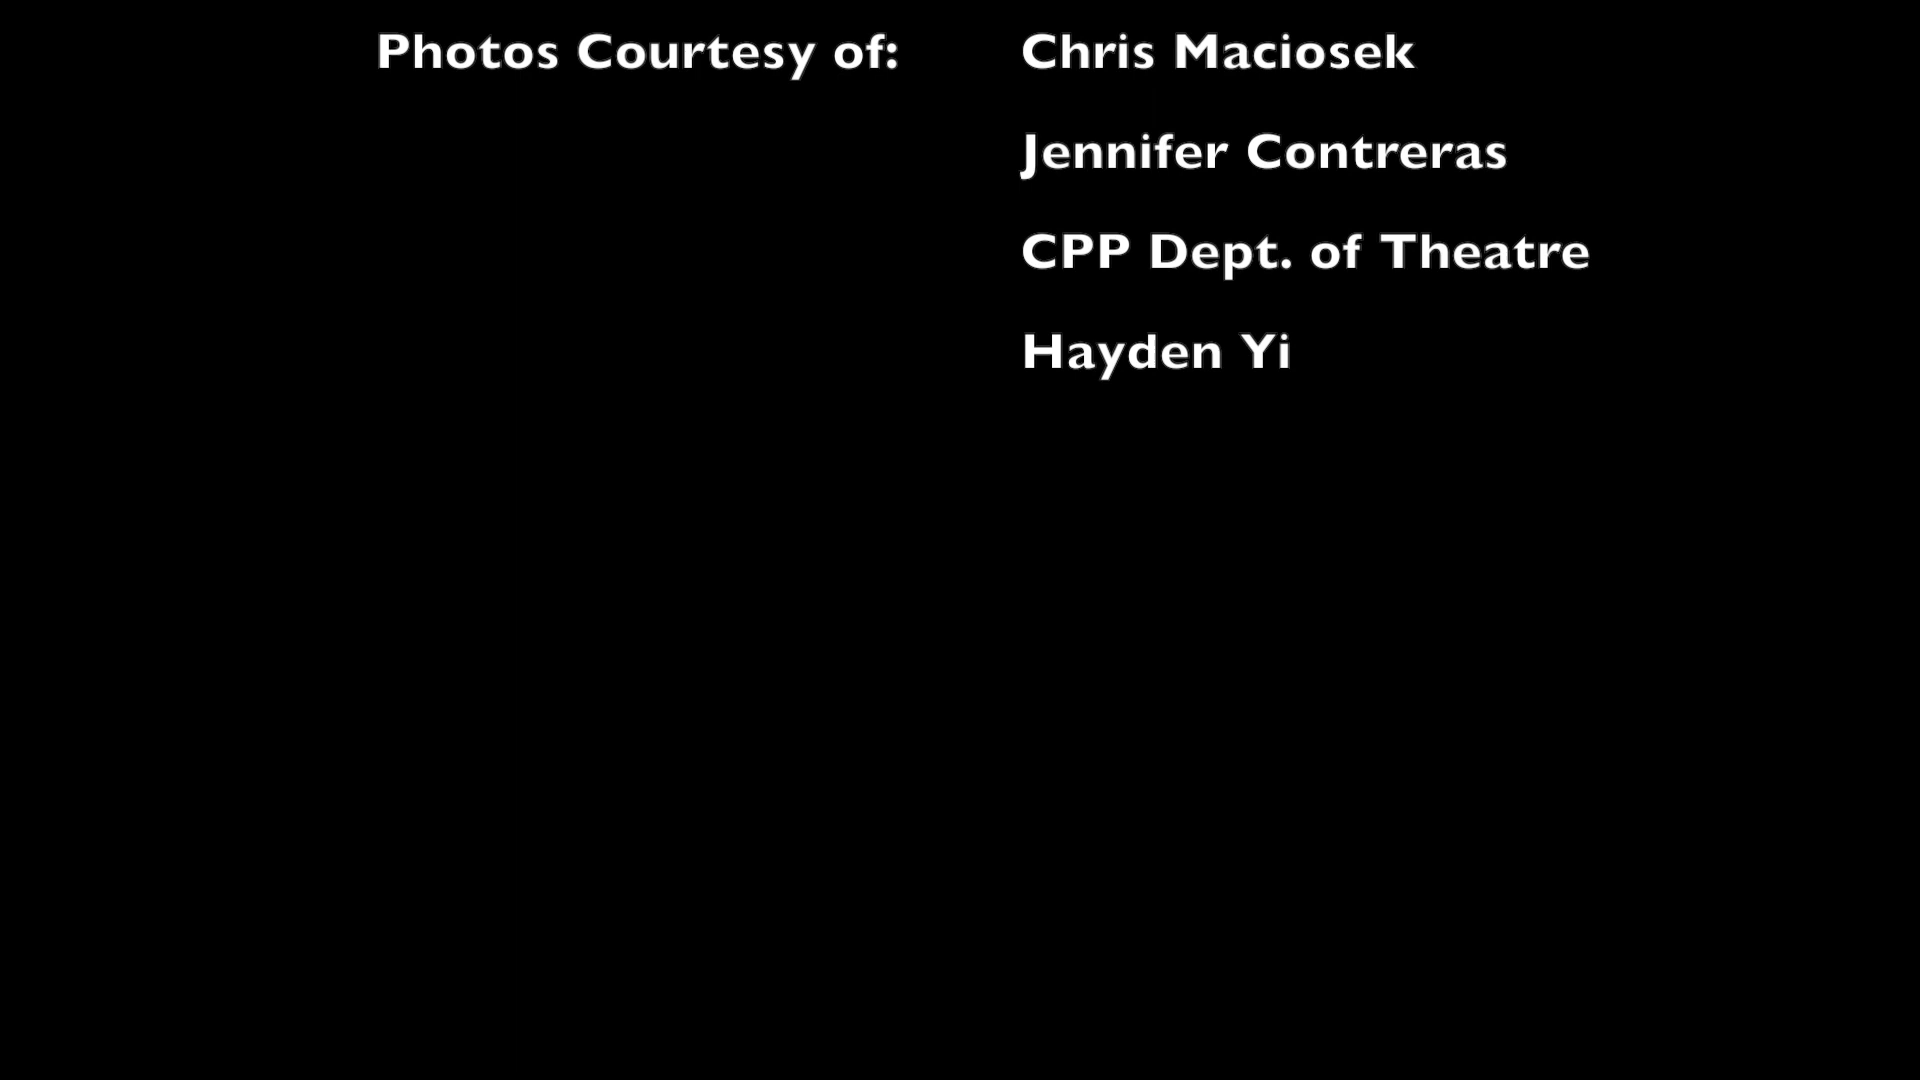 Photos Courtesy of: Chris Maciosek
Jennifer Contreras
CPP Dept. of Theatre
Hayden Yi